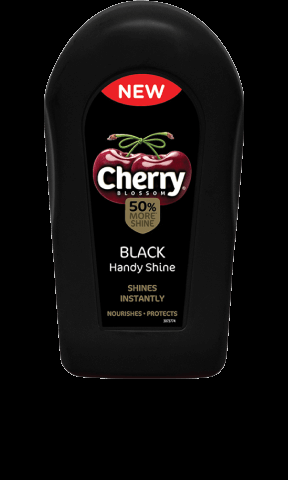 NEW
Cherry
BLOSSOM
50%
MORE
SHINE
BLACK
Handy Shine
SHINES
INSTANTLY
NOURISHES • PROTECTS